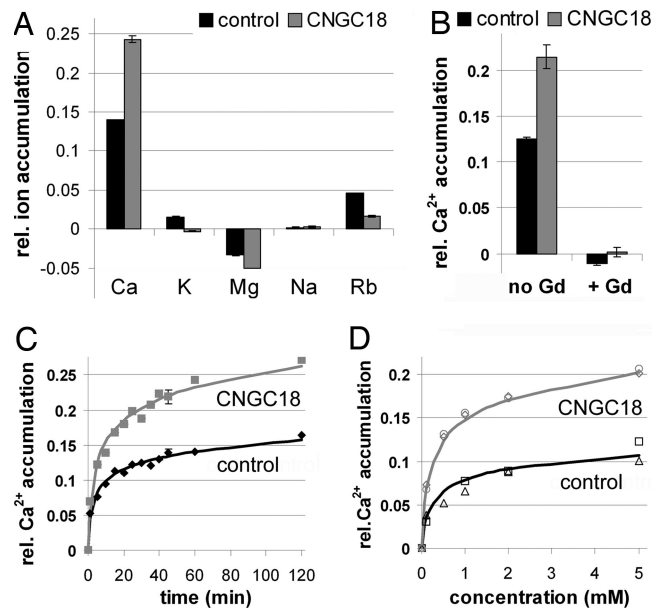 A
control CNGC18
rel. ion accumulation
0.25
0.2
0.15
0.1
0.05
0
-0.05
Ca K Mg Na Rb
B
control CNGC18
rel. Ca2+ accumulation
0.2
0.15
0.1
0.05
0
no Gd + Gd
C
rel. Ca2+ accumulation
0.25
0.2
0.15
0.1
0.05
0
CNGC18
control
0 20 40 60 80 100 120
time (min)
D
rel.Ca2+ accumulation
0.2
0.15
0.1
0.05
0
CNGC18
control
0 1 2 3 4 5
concentration (mM)